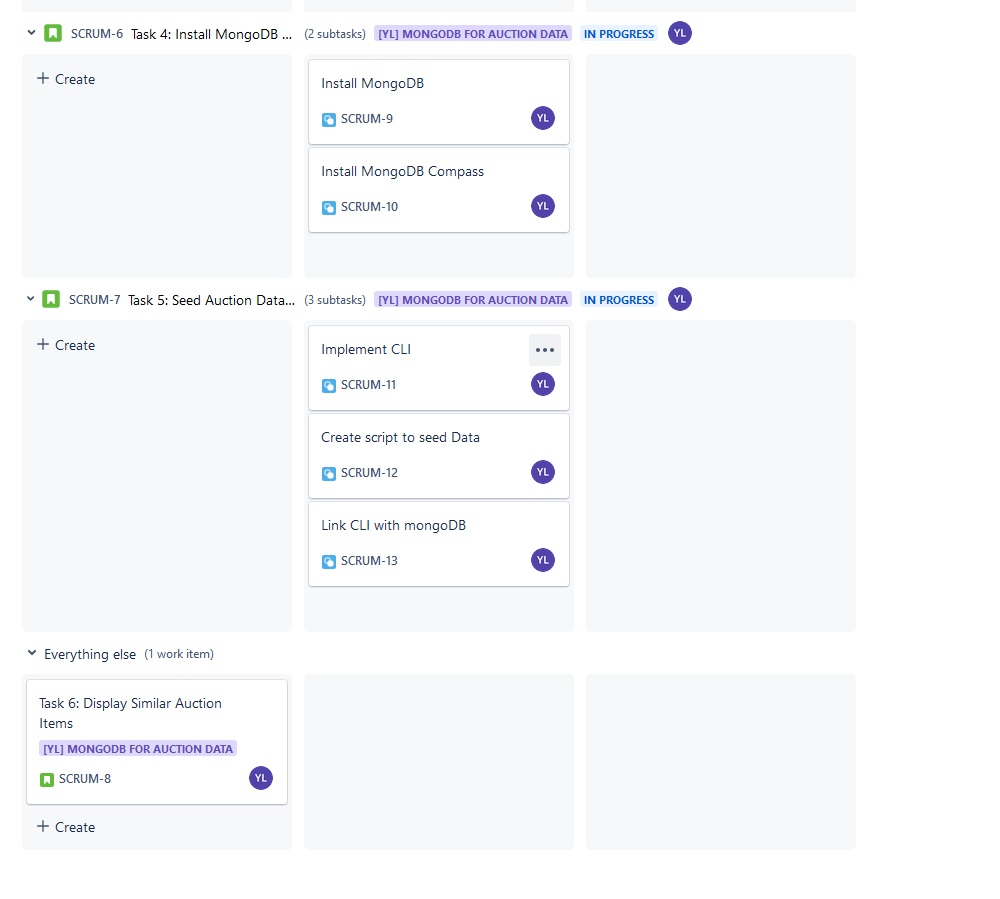 SCRUM-6 Task 4: Install MongoDB ... (2 subtasks) [YL] MONGODB FOR AUCTION DATA IN PROGRESS YL
+ Create
Install MongoDB
SCRUM-9 YL
Install MongoDB Compass
SCRUM-10 YL
SCRUM-7 Task 5: Seed Auction Data... (3 subtasks) [YL] MONGODB FOR AUCTION DATA IN PROGRESS YL
+ Create
Implement CLI
SCRUM-11 YL
Create script to seed Data
SCRUM-12 YL
Link CLI with mongoDB
SCRUM-13 YL
Everything else (1 work item)
Task 6: Display Similar Auction
Items
[YL] MONGODB FOR AUCTION DATA
SCRUM-8 YL
+ Create